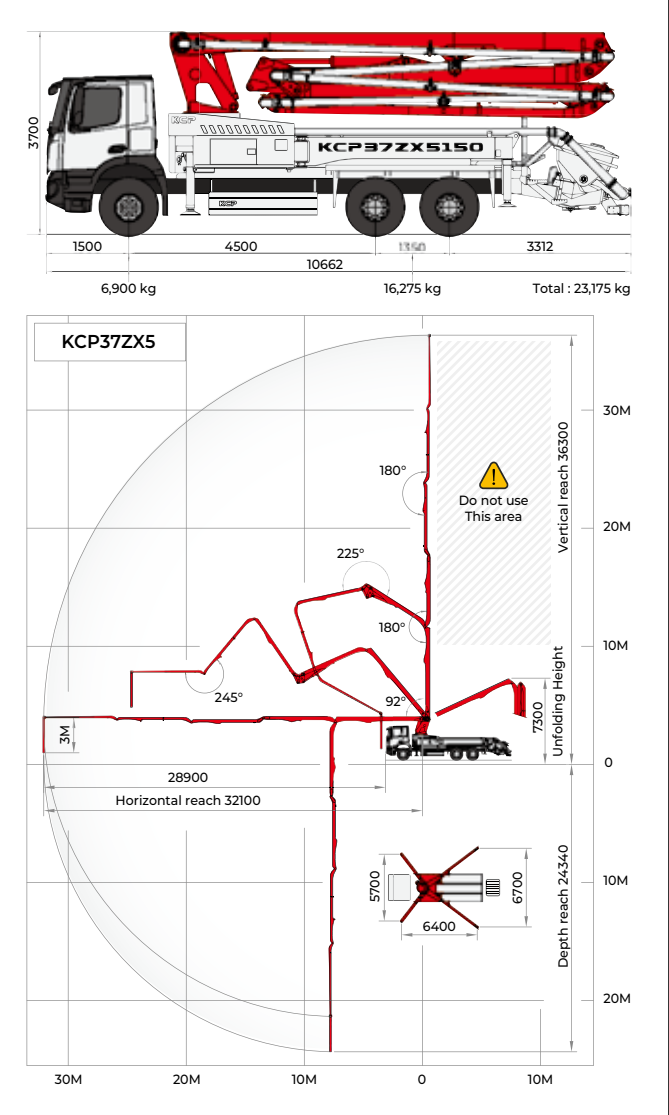 3700
KCP
KCP37ZX5150
KCP
1500
4500
1350
3312
10662
6,900 kg
16,275 kg
Total : 23,175 kg
KCP37ZX5
30M
180°
Vertical reach 36300
Do not use
This area
20M
225°
180°
10M
245°
92°
7300
Unfolding Height
3M
0
28900
Horizontal reach 32100
5700
6700
6400
Depth reach 24340
10M
20M
30M
20M
10M
0
10M